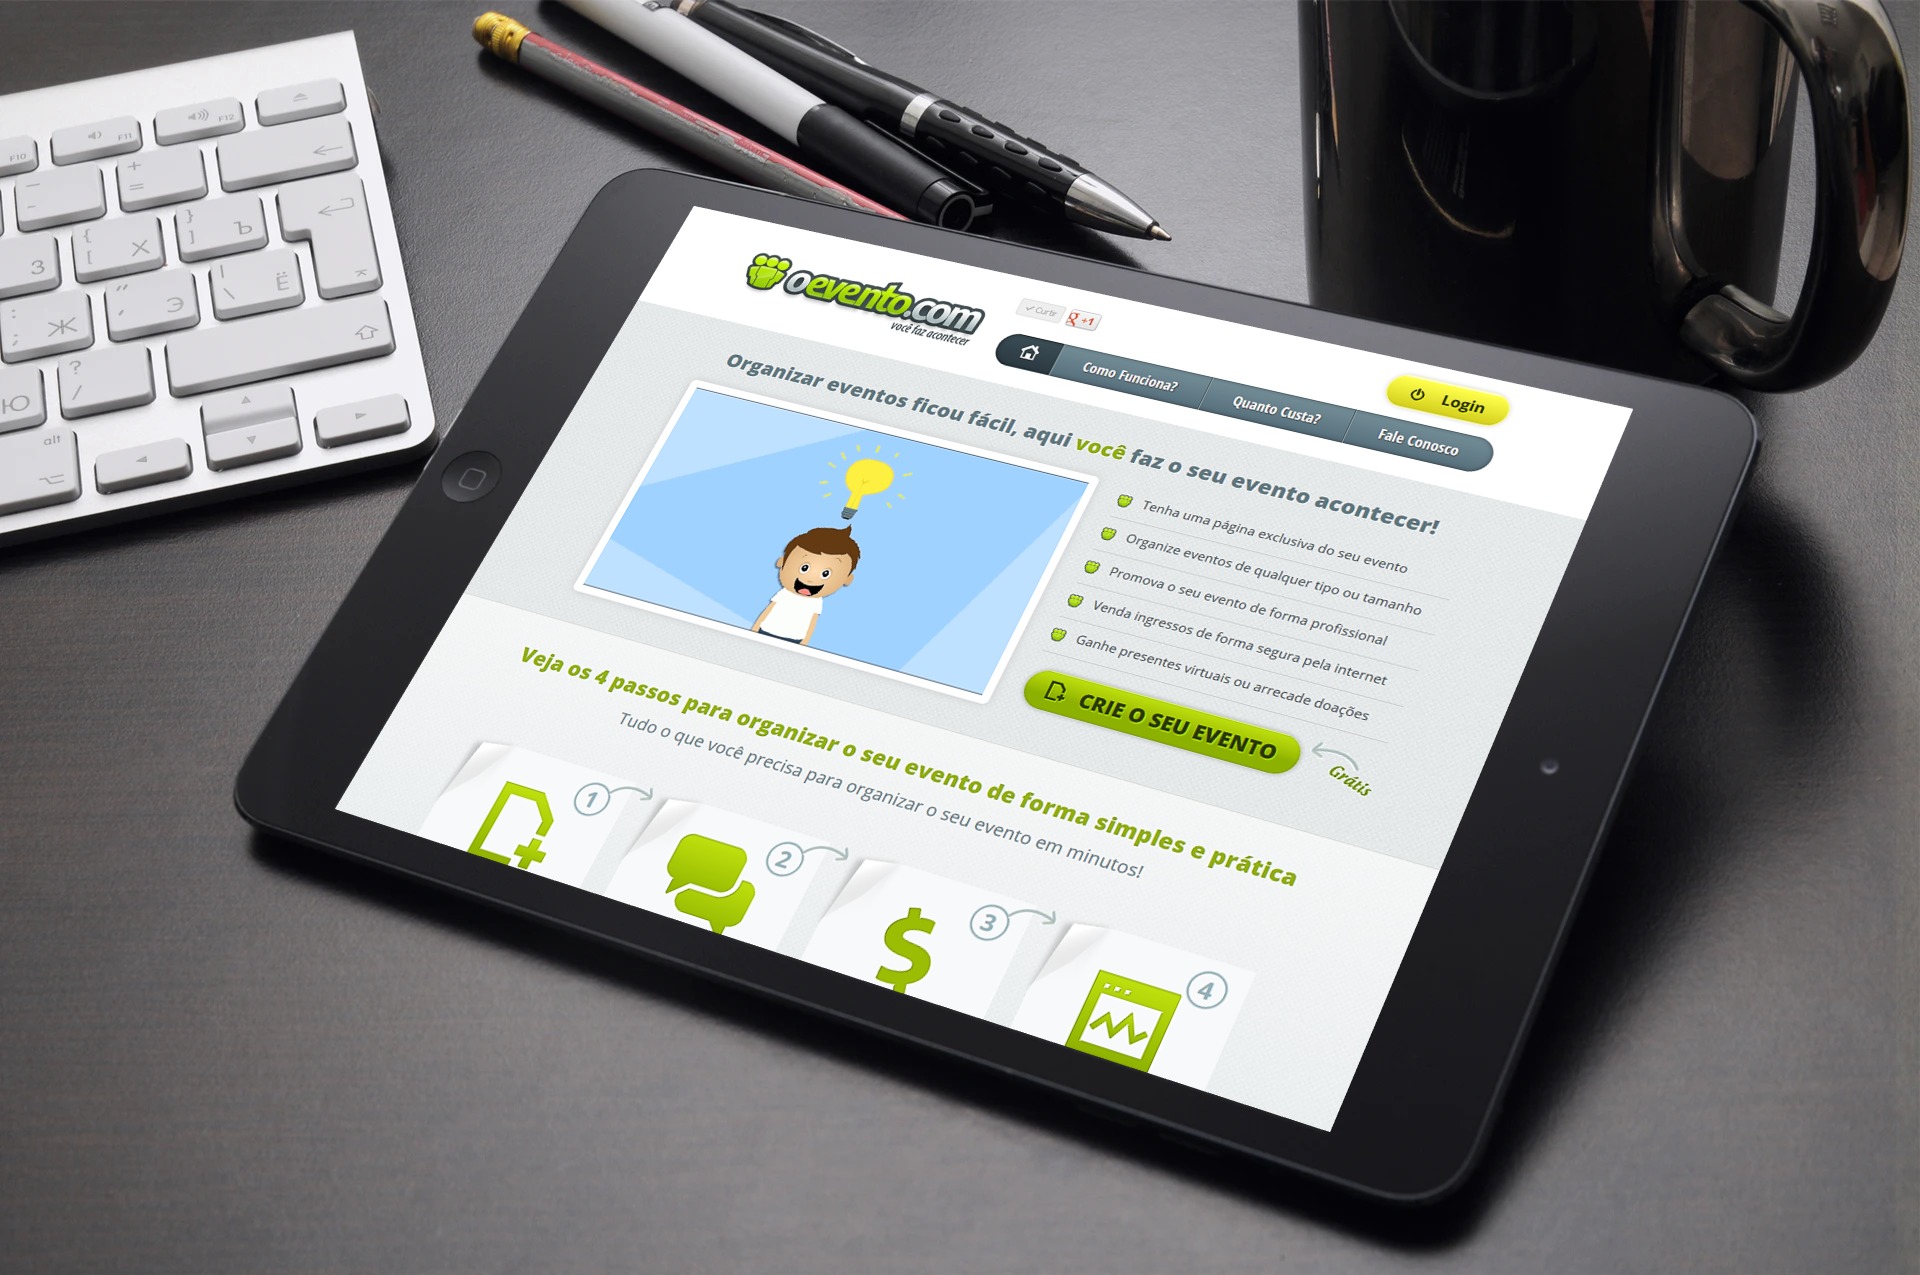 F10
F11
F12
-
+
=
З
{
[
Х
}
]
Ъ
:
;
Ж
"
'
Э
|
\
Ё
Ю
?
/
alt
oevento.com
você faz acontecer
Curtir
g +1
Login
Como Funciona?
Quanto Custa?
Fale Conosco
Organizar eventos ficou fácil, aqui você faz o seu evento acontecer!
Tenha uma página exclusiva do seu evento
Organize eventos de qualquer tipo ou tamanho
Promova o seu evento de forma profissional
Venda ingressos de forma segura pela internet
Ganhe presentes virtuais ou arrecade doações
CRIE O SEU EVENTO
Grátis
Veja os 4 passos para organizar o seu evento de forma simples e prática
Tudo o que você precisa para organizar o seu evento em minutos!
1
2
3
$
4